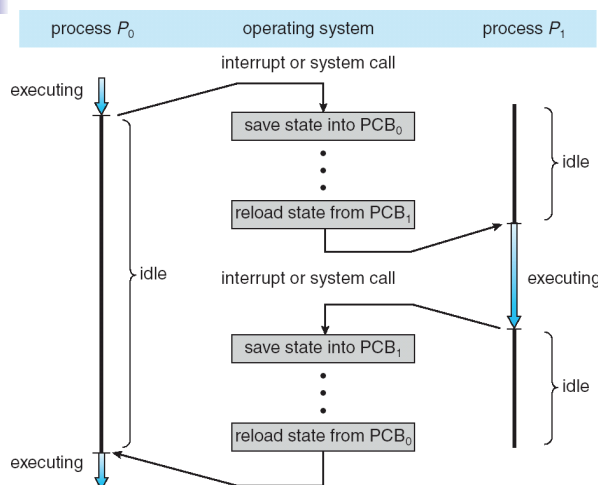 process P₀
operating system
process P₁
interrupt or system call
executing
save state into PCB₀
idle
reload state from PCB₁
idle
interrupt or system call
executing
save state into PCB₁
idle
reload state from PCB₀
executing